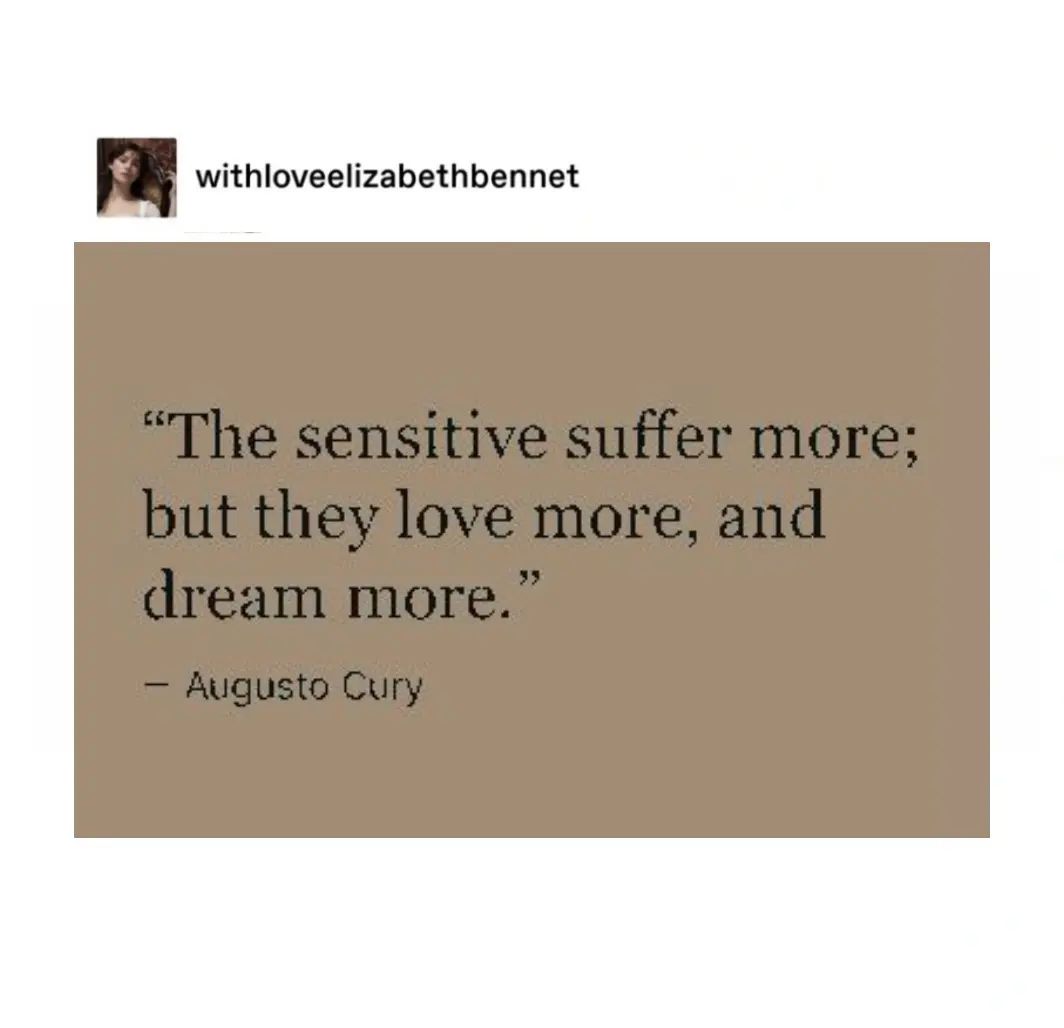 withloveelizabethbennet
“The sensitive suffer more;
but they love more, and
dream more.”
— Augusto Cury